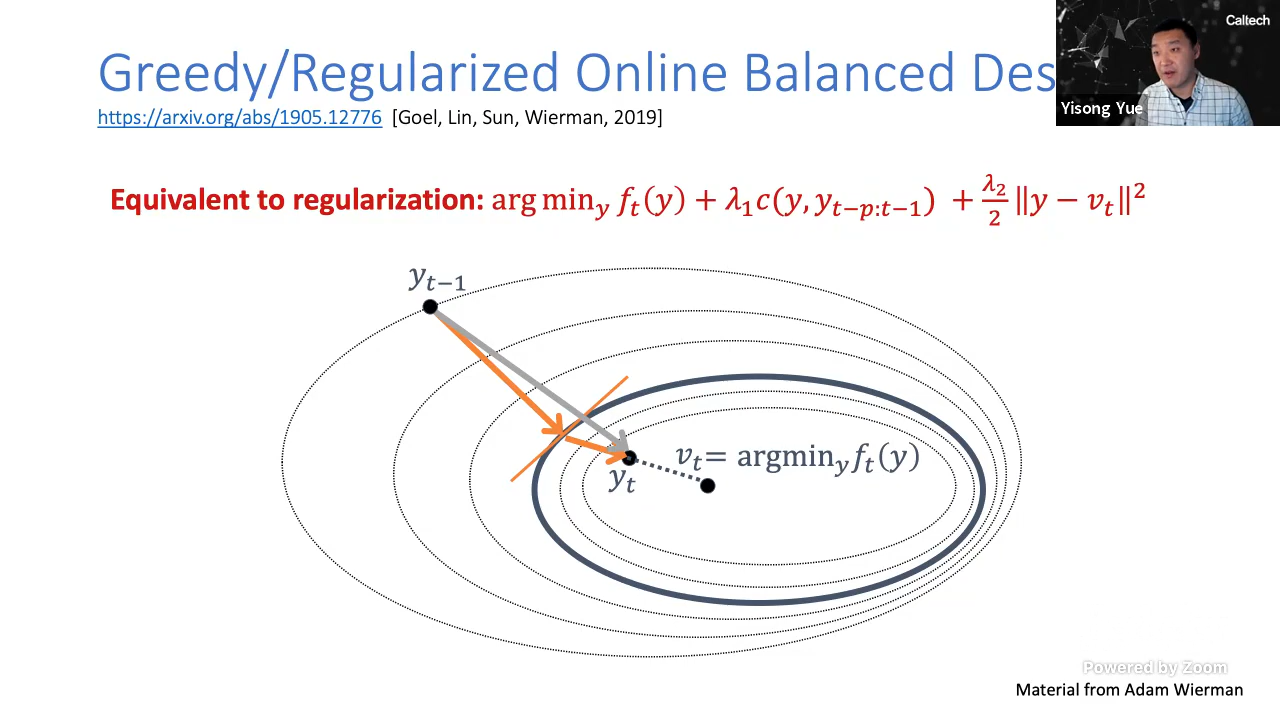 Caltech
Greedy/Regularized Online Balanced Des
Yisong Yue
https://arxiv.org/abs/1905.12776 [Goel, Lin, Sun, Wierman, 2019]
Equivalent to regularization: arg min_y f_t(y) + λ_1 c(y, y_{t−p:t−1}) + λ_2/2 ‖y − v_t‖^2
y_{t−1}
v_t = argmin_y f_t(y)
y_t
Powered by Zoom
Material from Adam Wierman